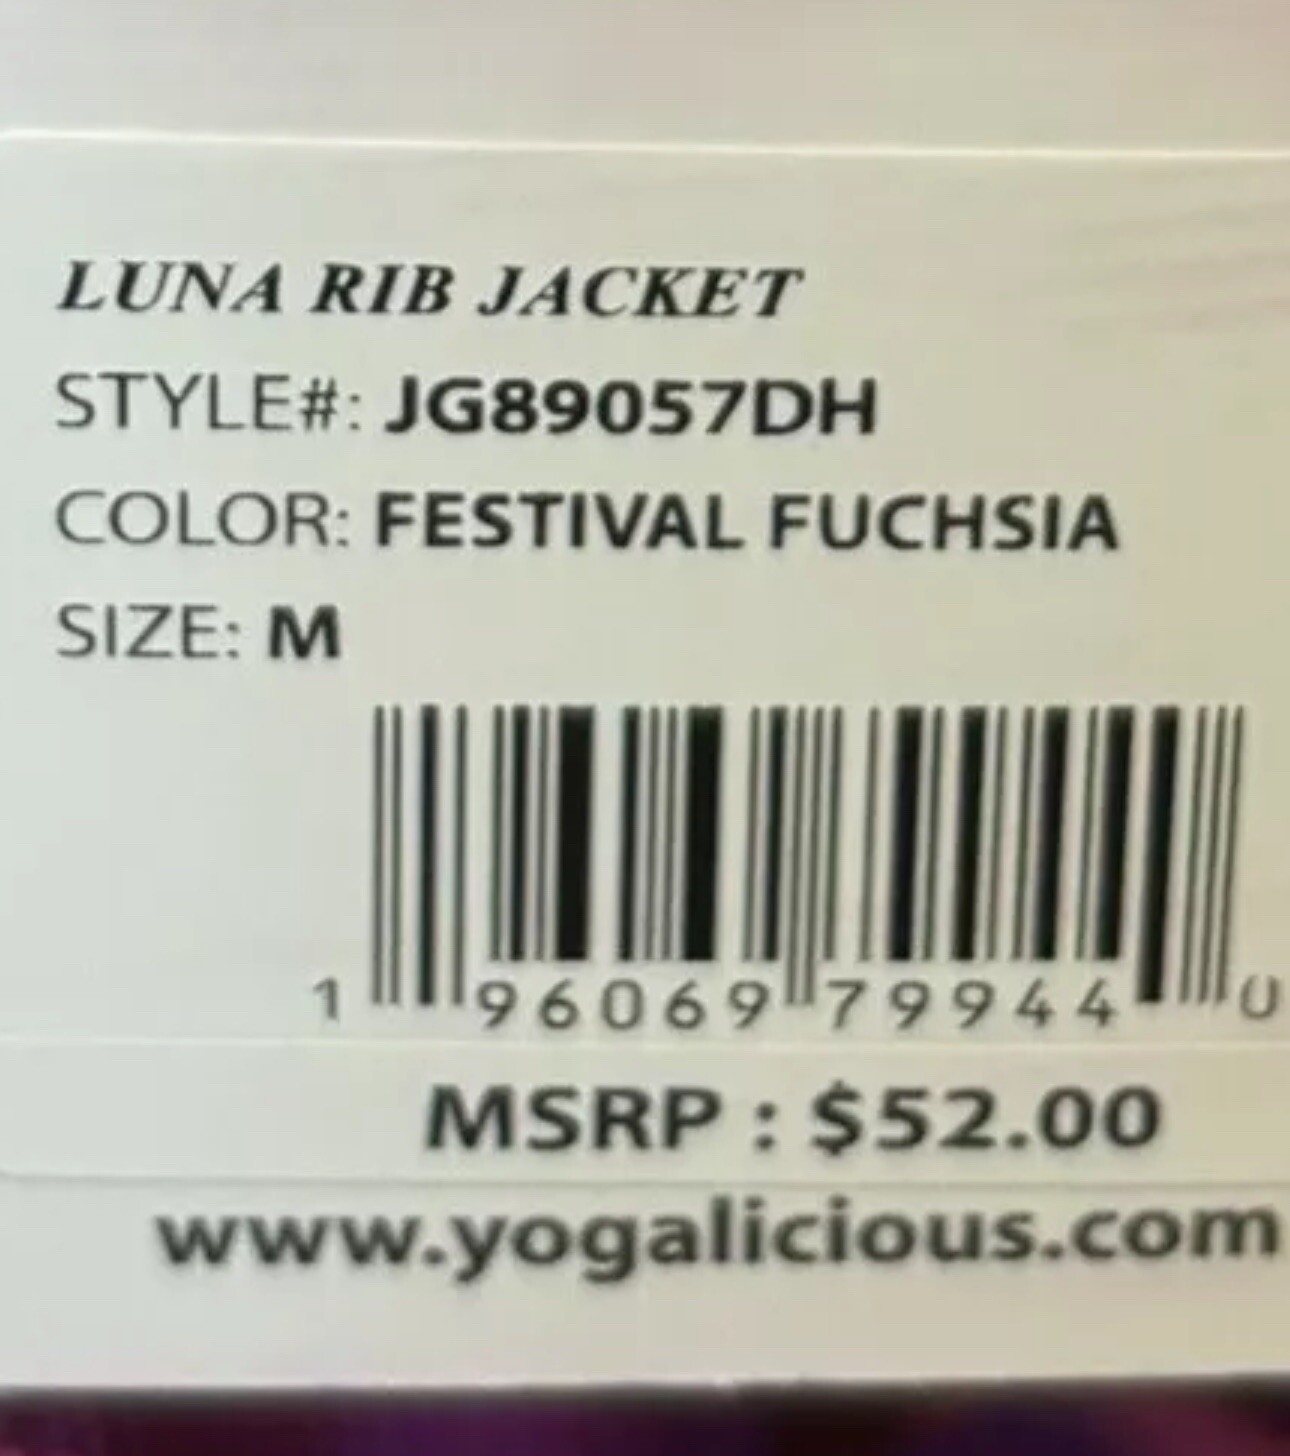 LUNA RIB JACKET
STYLE#: JG89057DH
COLOR: FESTIVAL FUCHSIA
SIZE: M
1 96069 79944 0
MSRP : $52.00
www.yogalicious.com